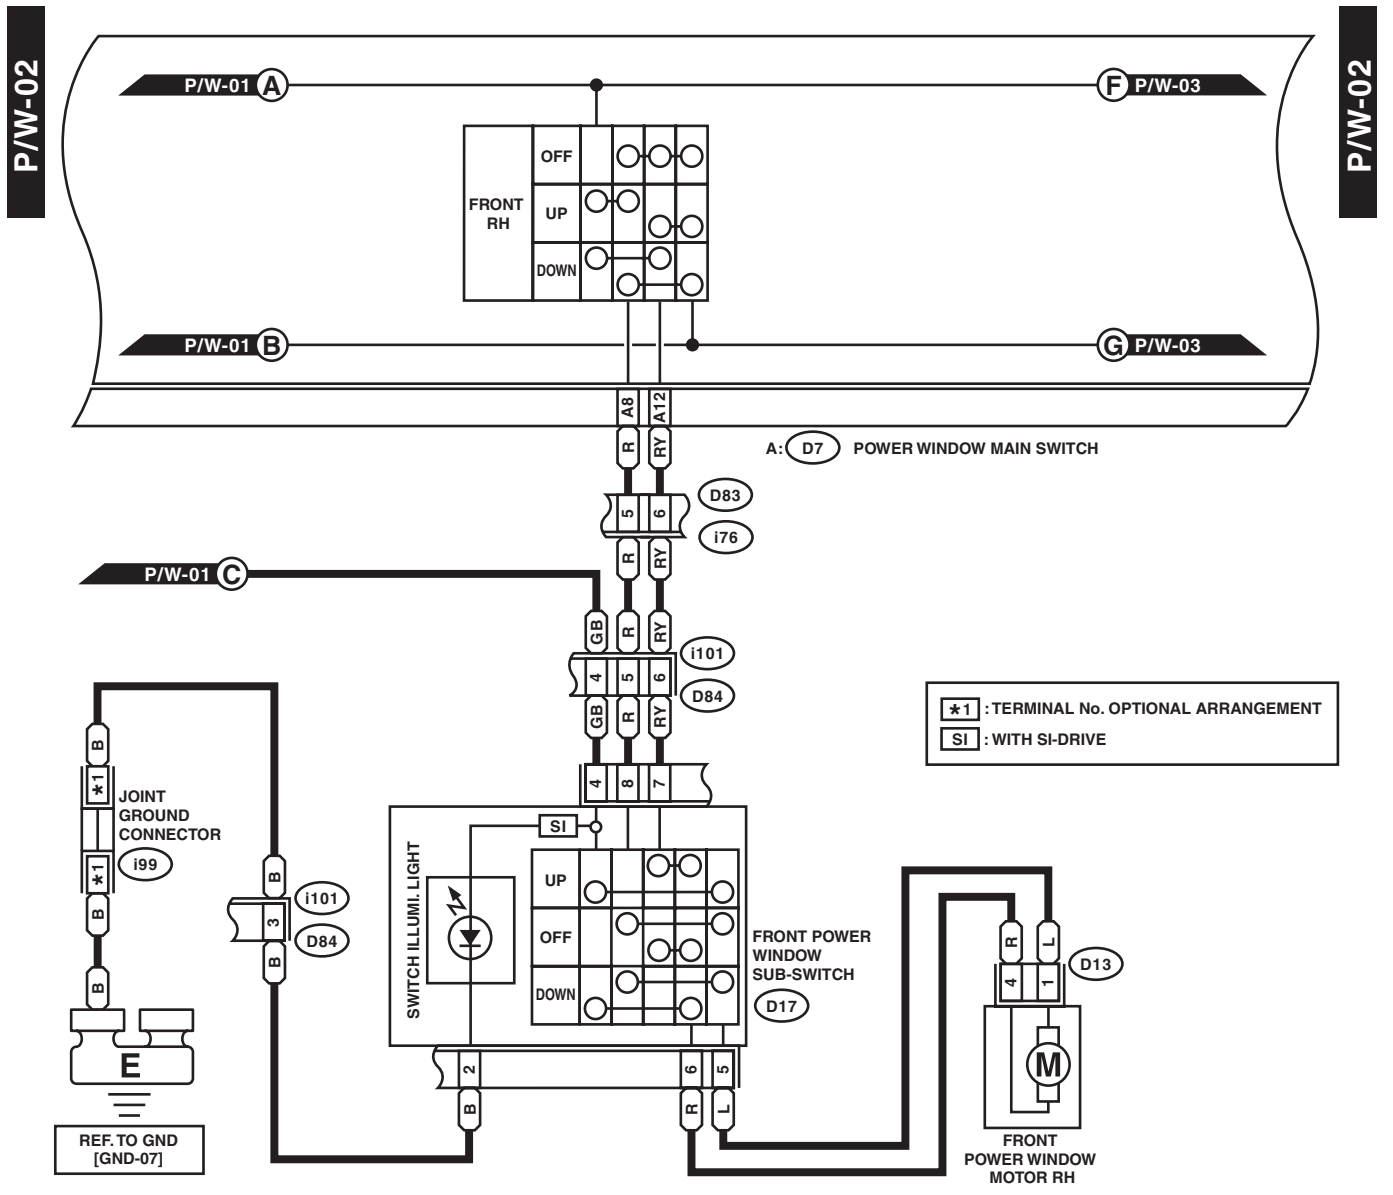 P/W-02
P/W-02
P/W-01 A
F P/W-03
FRONT
RH
OFF
UP
DOWN
P/W-01 B
G P/W-03
A8
A12
R
RY
A: D7 POWER WINDOW MAIN SWITCH
5
6
D83
i76
R
RY
P/W-01 C
GB
R
RY
i101
4
5
6
D84
GB
R
RY
*1 : TERMINAL No. OPTIONAL ARRANGEMENT
SI : WITH SI-DRIVE
B
*1
JOINT
GROUND
CONNECTOR
i99
*1
B
B
E
REF. TO GND
[GND-07]
B
i101
3
D84
B
4
8
7
SI
SWITCH ILLUMI. LIGHT
UP
OFF
DOWN
FRONT POWER
WINDOW
SUB-SWITCH
D17
2
6
5
B
R
L
R
L
4
1
D13
M
FRONT
POWER WINDOW
MOTOR RH